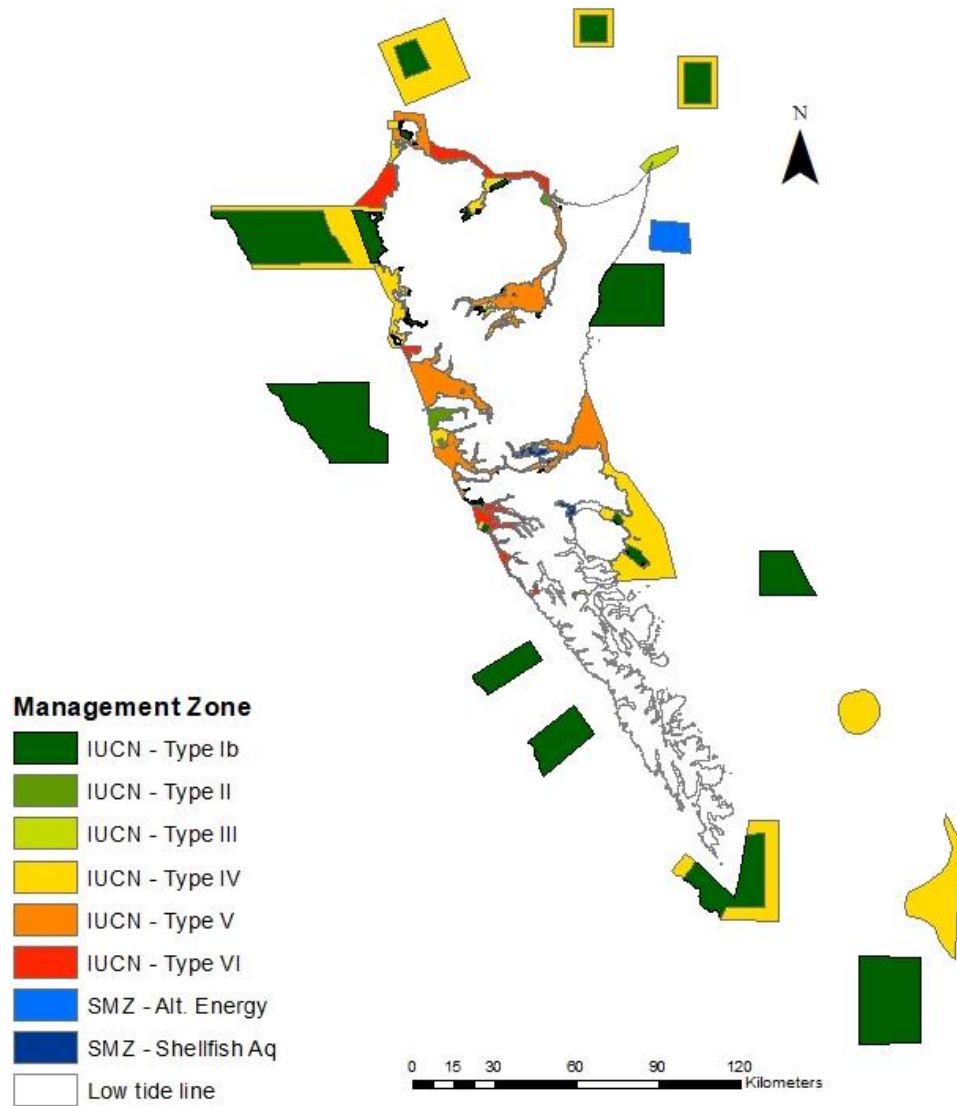 N
Management Zone
IUCN - Type Ib
IUCN - Type II
IUCN - Type III
IUCN - Type IV
IUCN - Type V
IUCN - Type VI
SMZ - Alt. Energy
SMZ - Shellfish Aq
Low tide line
0 15 30 60 90 120
Kilometers